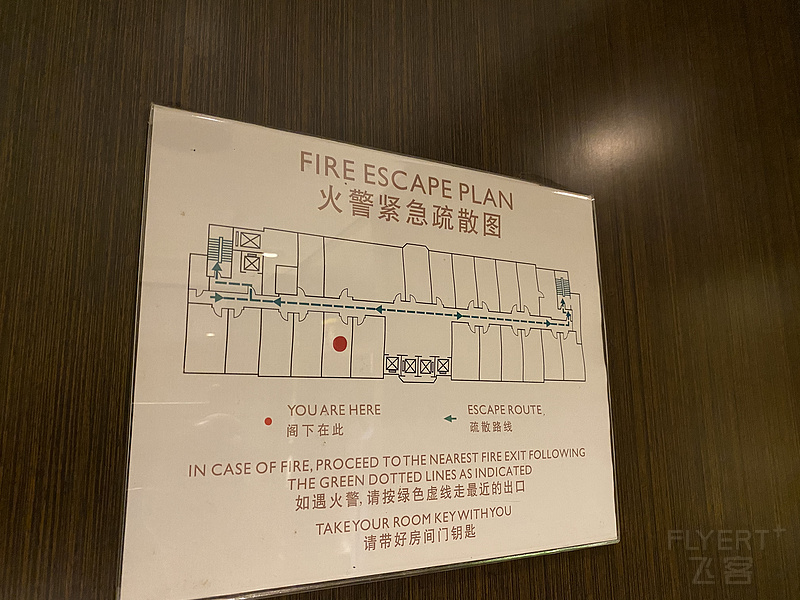 FIRE ESCAPE PLAN
火警紧急疏散图
YOU ARE HERE
阁下在此
ESCAPE ROUTE
疏散路线
IN CASE OF FIRE, PROCEED TO THE NEAREST FIRE EXIT FOLLOWING
THE GREEN DOTTED LINES AS INDICATED
如遇火警,请按绿色虚线走最近的出口
TAKE YOUR ROOM KEY WITH YOU
请带好房间门钥匙
FLYERT+
飞客